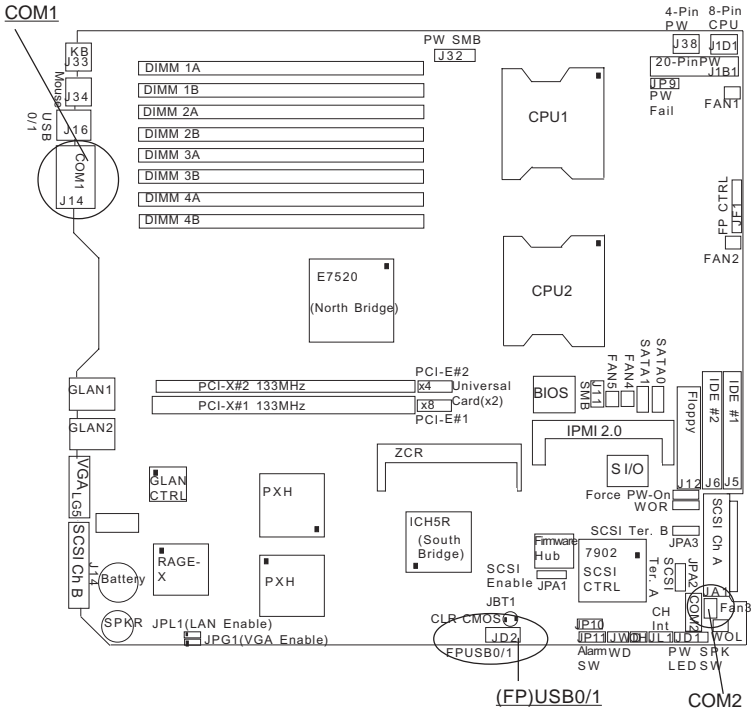 COM1
4-Pin PW
8-Pin CPU
PW SMB
J32
J38
J1D1
20-PinPW
J1B1
JP9
PW Fail
FAN1
KB
J33
Mouse
J34
USB 0/1
J16
COM1
J14
DIMM 1A
DIMM 1B
DIMM 2A
DIMM 2B
DIMM 3A
DIMM 3B
DIMM 4A
DIMM 4B
CPU1
FP CTRL
JF1
FAN2
E7520
(North Bridge)
CPU2
PCI-E#2
PCI-X#2 133MHz
x4
Universal
PCI-X#1 133MHz
x8
Card(x2)
PCI-E#1
BIOS
SMB
J11
FAN5
FAN4
SATA1
SATA0
Floppy
J12
IDE #2
J6
IDE #1
J5
GLAN1
GLAN2
VGA
LG5
SCSI Ch B
J14
GLAN CTRL
PXH
ZCR
IPMI 2.0
S I/O
Force PW-On
WOR
ICH5R
(South Bridge)
Firmware Hub
SCSI Ter. B
JPA3
SCSI Ch A
JA1
7902
SCSI CTRL
SCSI Enable
JPA1
SCSI Ter. A
JPA2
RAGE-X
PXH
Battery
SPKR
JPL1(LAN Enable)
JPG1(VGA Enable)
JBT1
CLR CMOS
JD2
FPUSB0/1
JP10
JP11
Alarm SW
JWD
WD
CH Int
JL1
JD1
PW LED
SPK SW
WOL
COM2
Fan3
(FP)USB0/1
COM2